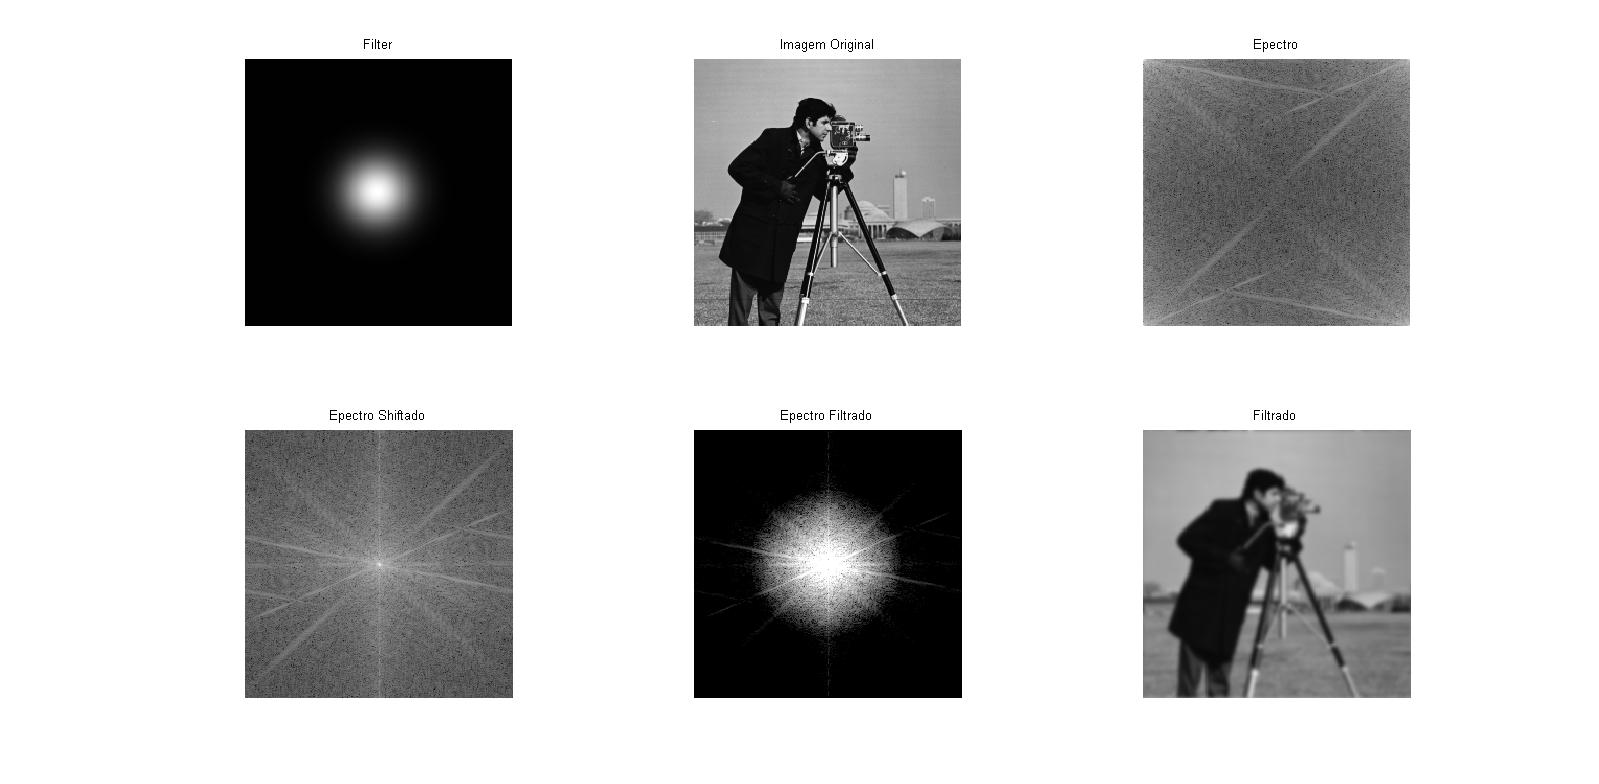 Filter
Imagem Original
Epectro
Epectro Shiftado
Epectro Filtrado
Filtrado